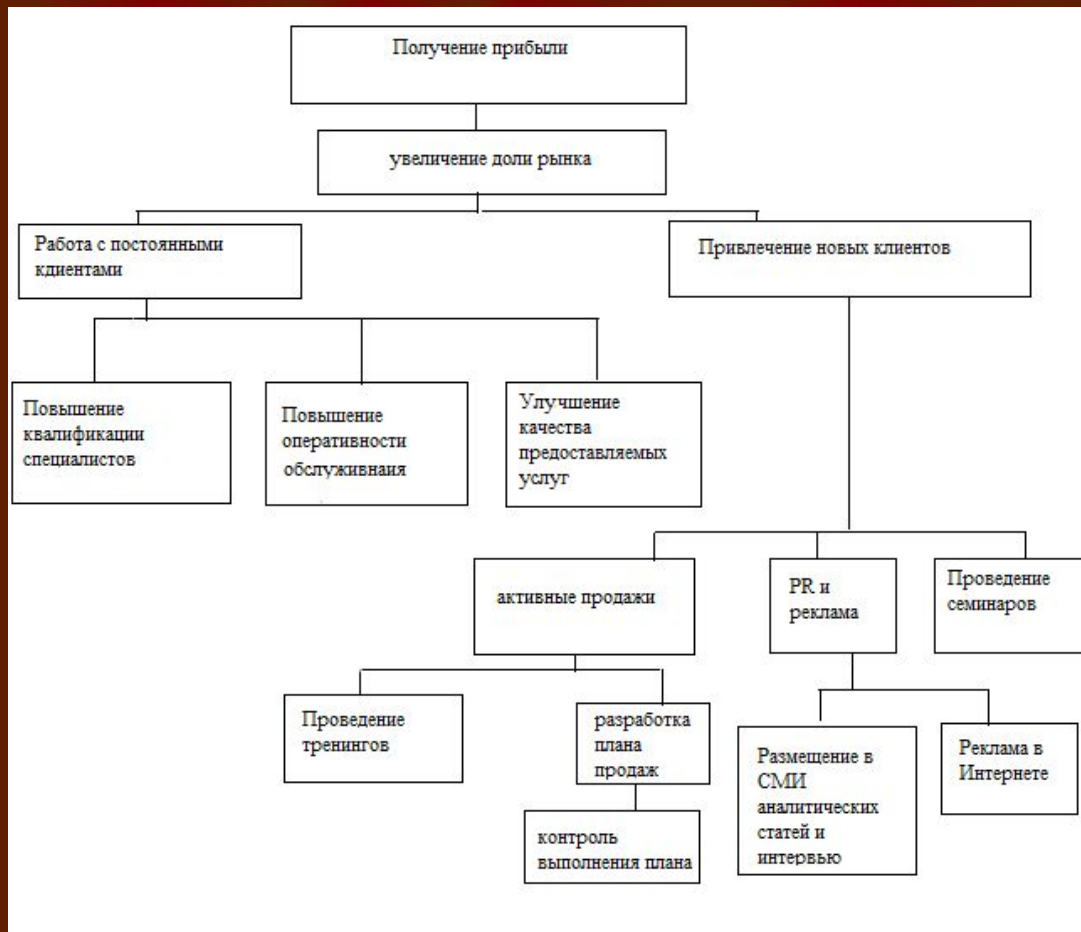 Получение прибыли
увеличение доли рынка
Работа с постоянными
кдиентами
Привлечение новых клиентов
Повышение
квалификации
специалистов
Повышение
оперативности
обслуживнаия
Улучшение
качества
предоставляемых
услуг
активные продажи
PR и
реклама
Проведение
семинаров
Проведение
тренингов
разработка
плана
продаж
Размещение в
СМИ
аналитических
статей и
интервью
Реклама в
Интернете
контроль
выполнения плана